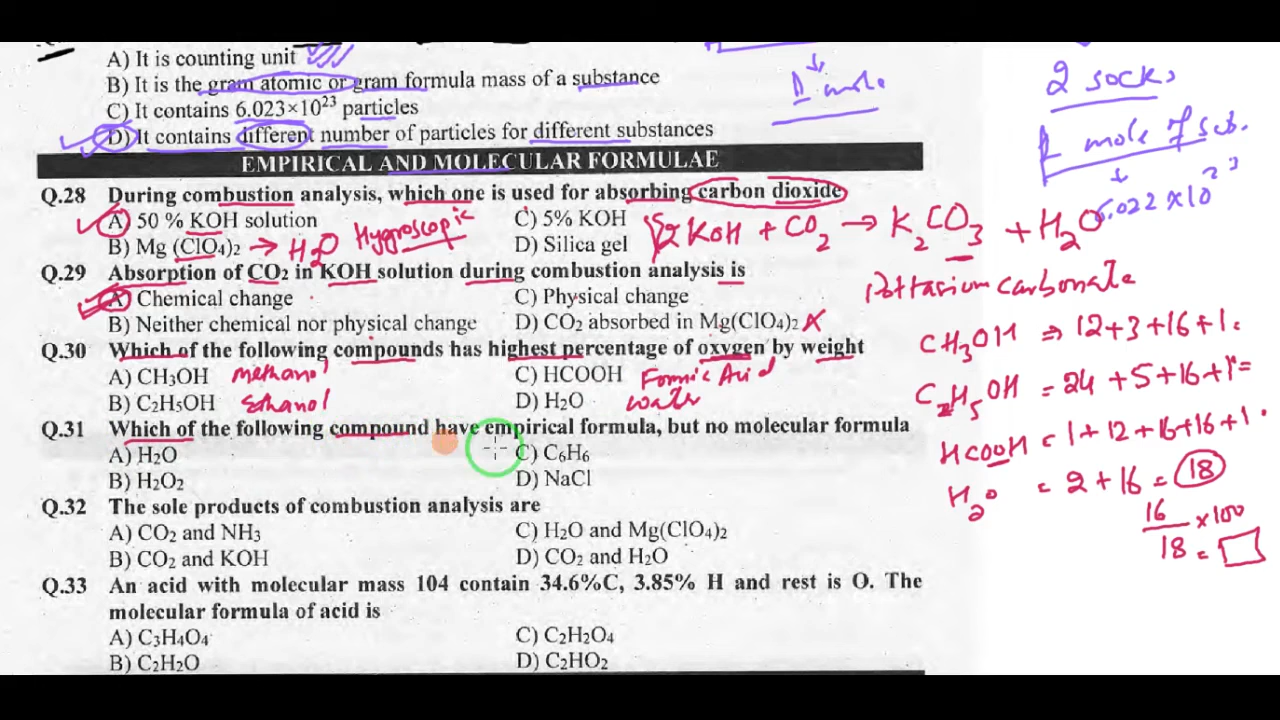 A) It is counting unit
B) It is the gram atomic or gram formula mass of a substance
C) It contains 6.023×10²³ particles
D) It contains different number of particles for different substances
1 mole
2 socks
1 mole of sub.
6.022 × 10²³
EMPIRICAL AND MOLECULAR FORMULAE
Q.28 During combustion analysis, which one is used for absorbing carbon dioxide
A) 50 % KOH solution
C) 5% KOH
B) Mg (ClO₄)₂ → H₂O Hygroscopic
D) Silica gel
2 KOH + CO₂ → K₂CO₃ + H₂O
Pottasium carbonate
Q.29 Absorption of CO₂ in KOH solution during combustion analysis is
A) Chemical change
C) Physical change
B) Neither chemical nor physical change
D) CO₂ absorbed in Mg(ClO₄)₂ ×
Q.30 Which of the following compounds has highest percentage of oxygen by weight
A) CH₃OH methanol
C) HCOOH Formic Acid
B) C₂H₅OH Ethanol
D) H₂O water
CH₃OH ⇒ 12+3+16+1.
C₂H₅OH = 24 + 5 + 16 + 1 =
HCOOH = 1 + 12 + 16 + 16 + 1 .
H₂O = 2 + 16 = 18
16
× 100
18 =
Q.31 Which of the following compound have empirical formula, but no molecular formula
A) H₂O
C) C₆H₆
B) H₂O₂
D) NaCl
Q.32 The sole products of combustion analysis are
A) CO₂ and NH₃
C) H₂O and Mg(ClO₄)₂
B) CO₂ and KOH
D) CO₂ and H₂O
Q.33 An acid with molecular mass 104 contain 34.6%C, 3.85% H and rest is O. The
molecular formula of acid is
A) C₃H₄O₄
C) C₂H₂O₄
B) C₂H₂O
D) C₂HO₂